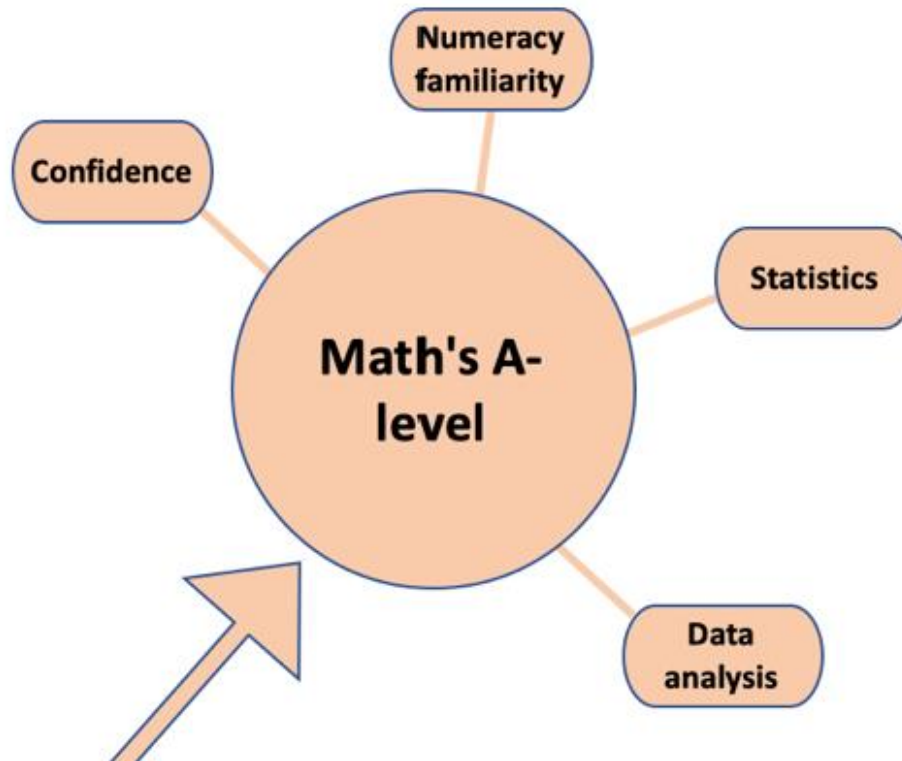 Numeracy
familiarity
Confidence
Statistics
Math's A-
level
Data
analysis